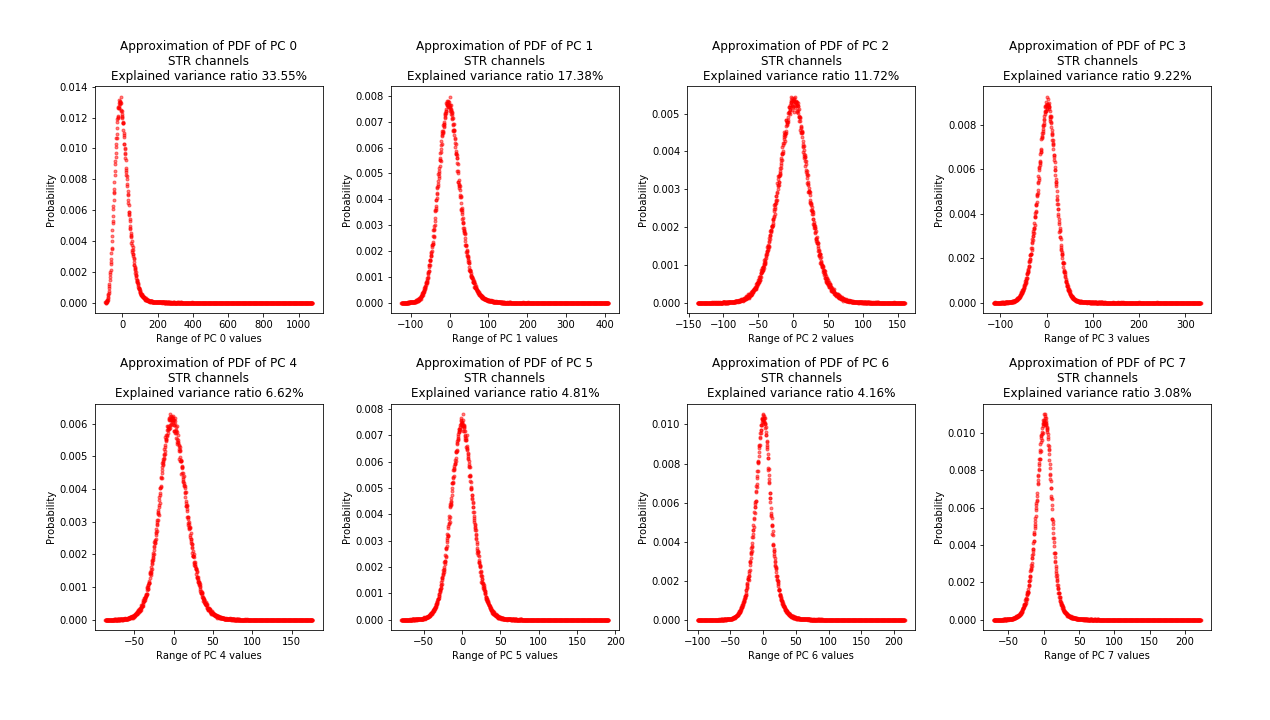 Approximation of PDF of PC 0
STR channels
Explained variance ratio 33.55%
0.014
0.012
0.010
0.008
0.006
0.004
0.002
0.000
Probability
0 200 400 600 800 1000
Range of PC 0 values
Approximation of PDF of PC 1
STR channels
Explained variance ratio 17.38%
0.008
0.007
0.006
0.005
0.004
0.003
0.002
0.001
0.000
Probability
−100 0 100 200 300 400
Range of PC 1 values
Approximation of PDF of PC 2
STR channels
Explained variance ratio 11.72%
0.005
0.004
0.003
0.002
0.001
0.000
Probability
−150 −100 −50 0 50 100 150
Range of PC 2 values
Approximation of PDF of PC 3
STR channels
Explained variance ratio 9.22%
0.008
0.006
0.004
0.002
0.000
Probability
−100 0 100 200 300
Range of PC 3 values
Approximation of PDF of PC 4
STR channels
Explained variance ratio 6.62%
0.006
0.005
0.004
0.003
0.002
0.001
0.000
Probability
−50 0 50 100 150
Range of PC 4 values
Approximation of PDF of PC 5
STR channels
Explained variance ratio 4.81%
0.008
0.007
0.006
0.005
0.004
0.003
0.002
0.001
0.000
Probability
−50 0 50 100 150 200
Range of PC 5 values
Approximation of PDF of PC 6
STR channels
Explained variance ratio 4.16%
0.010
0.008
0.006
0.004
0.002
0.000
Probability
−100 −50 0 50 100 150 200
Range of PC 6 values
Approximation of PDF of PC 7
STR channels
Explained variance ratio 3.08%
0.010
0.008
0.006
0.004
0.002
0.000
Probability
−50 0 50 100 150 200
Range of PC 7 values